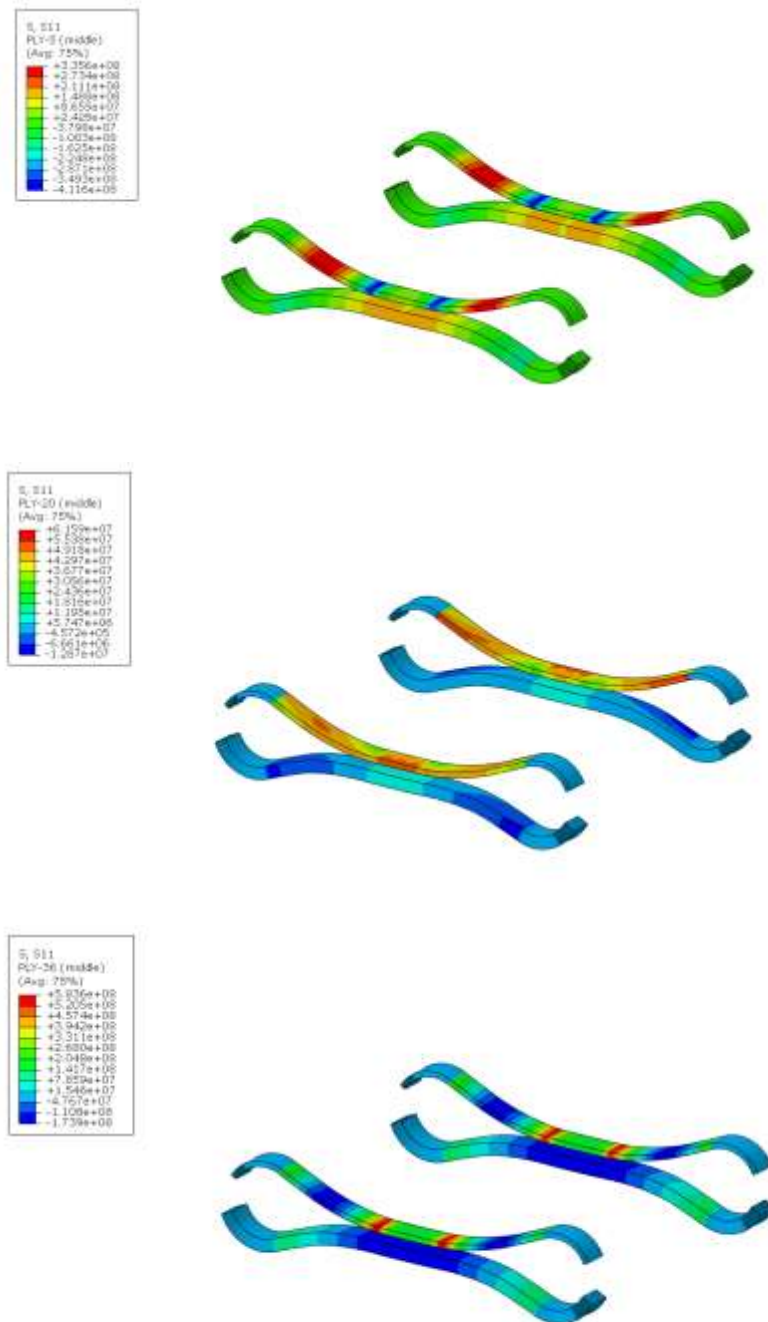 S, S11
PLY-5 (middle)
(Avg: 75%)
+3.356e+08
+2.734e+08
+2.111e+08
+1.488e+08
+8.655e+07
+2.428e+07
-3.798e+07
-1.003e+08
-1.625e+08
-2.248e+08
-2.871e+08
-3.493e+08
-4.116e+08
S, S11
PLY-20 (middle)
(Avg: 75%)
+6.159e+07
+5.538e+07
+4.918e+07
+4.297e+07
+3.677e+07
+3.056e+07
+2.436e+07
+1.816e+07
+1.195e+07
+5.747e+06
-4.572e+05
-6.661e+06
-1.287e+07
S, S11
PLY-36 (middle)
(Avg: 75%)
+5.836e+08
+5.205e+08
+4.574e+08
+3.942e+08
+3.311e+08
+2.680e+08
+2.048e+08
+1.417e+08
+7.859e+07
+1.546e+07
-4.767e+07
-1.108e+08
-1.739e+08